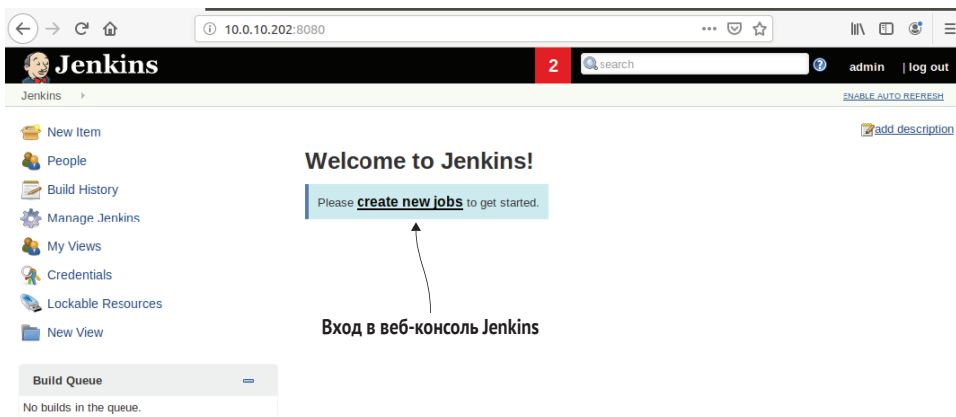 10.0.10.202:8080
Jenkins
2
search
admin | log out
Jenkins
ENABLE AUTO REFRESH
New Item
add description
People
Welcome to Jenkins!
Build History
Please create new jobs to get started.
Manage Jenkins
My Views
Credentials
Lockable Resources
New View
Вход в веб-консоль Jenkins
Build Queue
No builds in the queue.